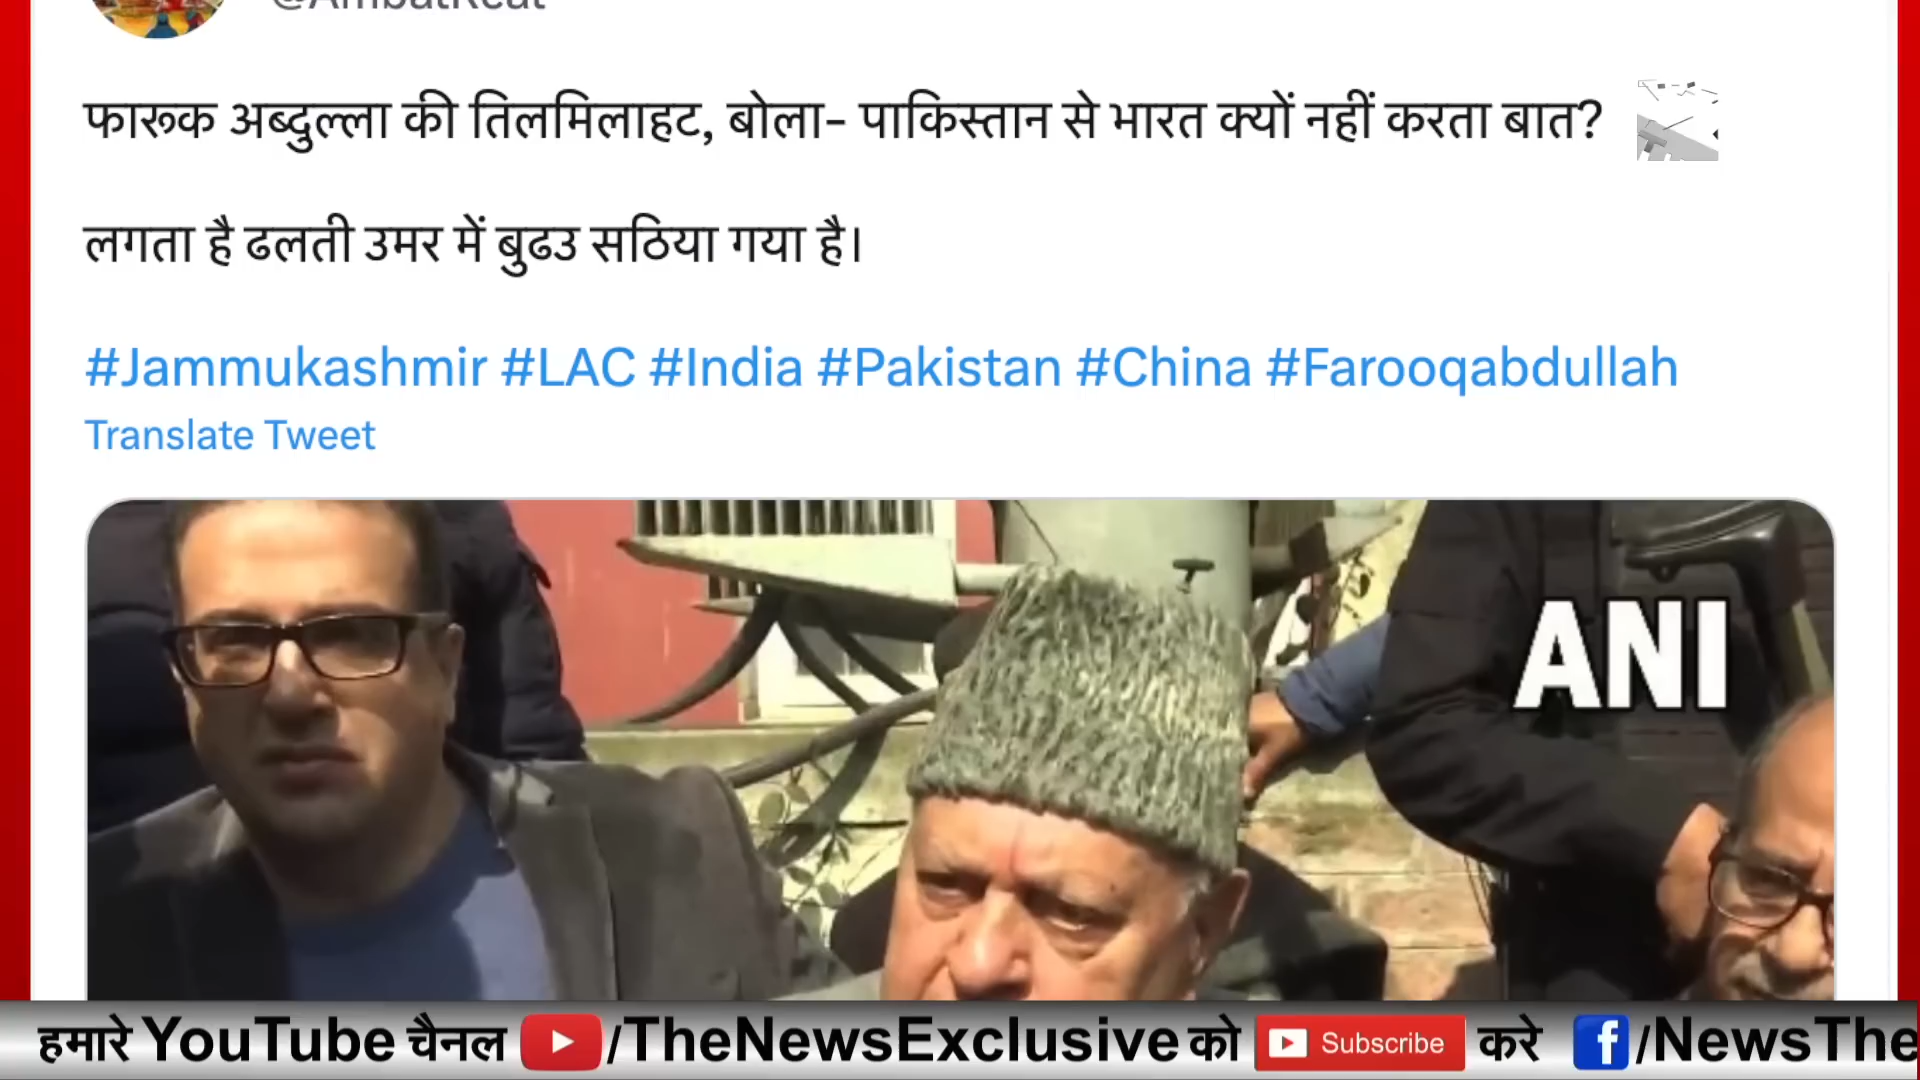 फारूक अब्दुल्ला की तिलमिलाहट, बोला- पाकिस्तान से भारत क्यों नहीं करता बात?
लगता है ढलती उमर में बुढउ सठिया गया है।
#Jammukashmir #LAC #India #Pakistan #China #Farooqabdullah
Translate Tweet
ANI
हमारे YouTube चैनल /TheNewsExclusive को Subscribe करे f/NewsThe